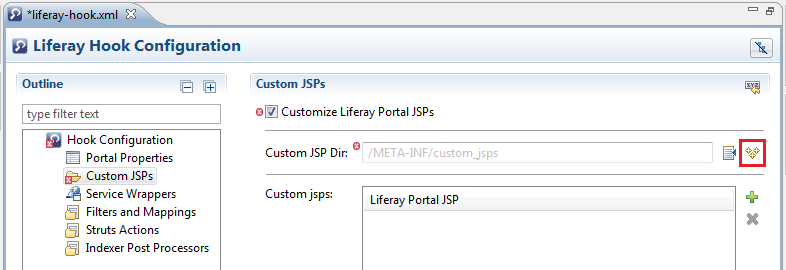 *liferay-hook.xml
Liferay Hook Configuration
Outline
type filter text
Hook Configuration
Portal Properties
Custom JSPs
Service Wrappers
Filters and Mappings
Struts Actions
Indexer Post Processors
Custom JSPs
Customize Liferay Portal JSPs
Custom JSP Dir: /META-INF/custom_jsps
Custom jsps: Liferay Portal JSP